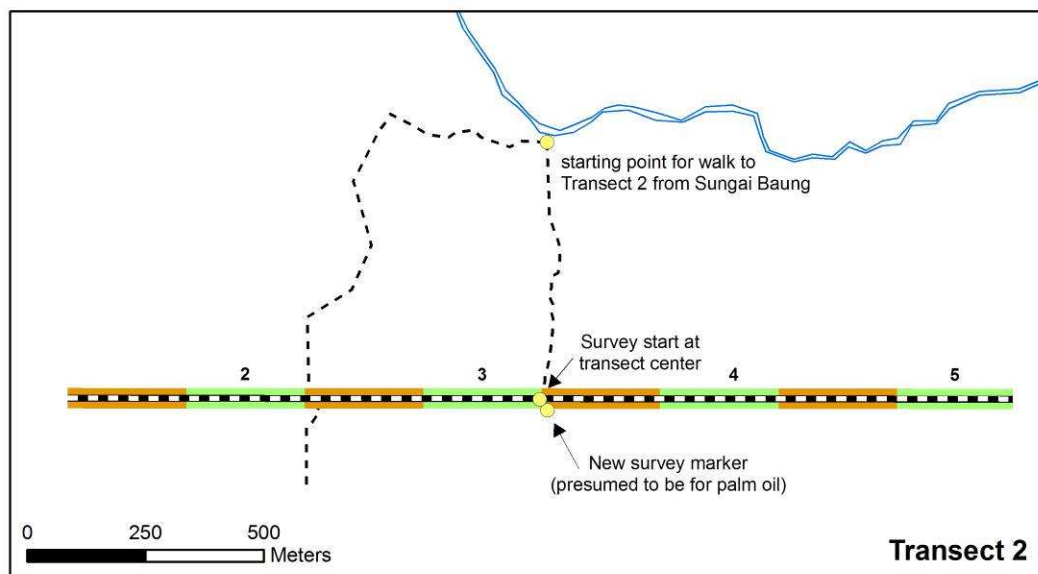 starting point for walk to
Transect 2 from Sungai Baung
Survey start at
transect center
2
3
4
5
New survey marker
(presumed to be for palm oil)
0
250
500
Meters
Transect 2